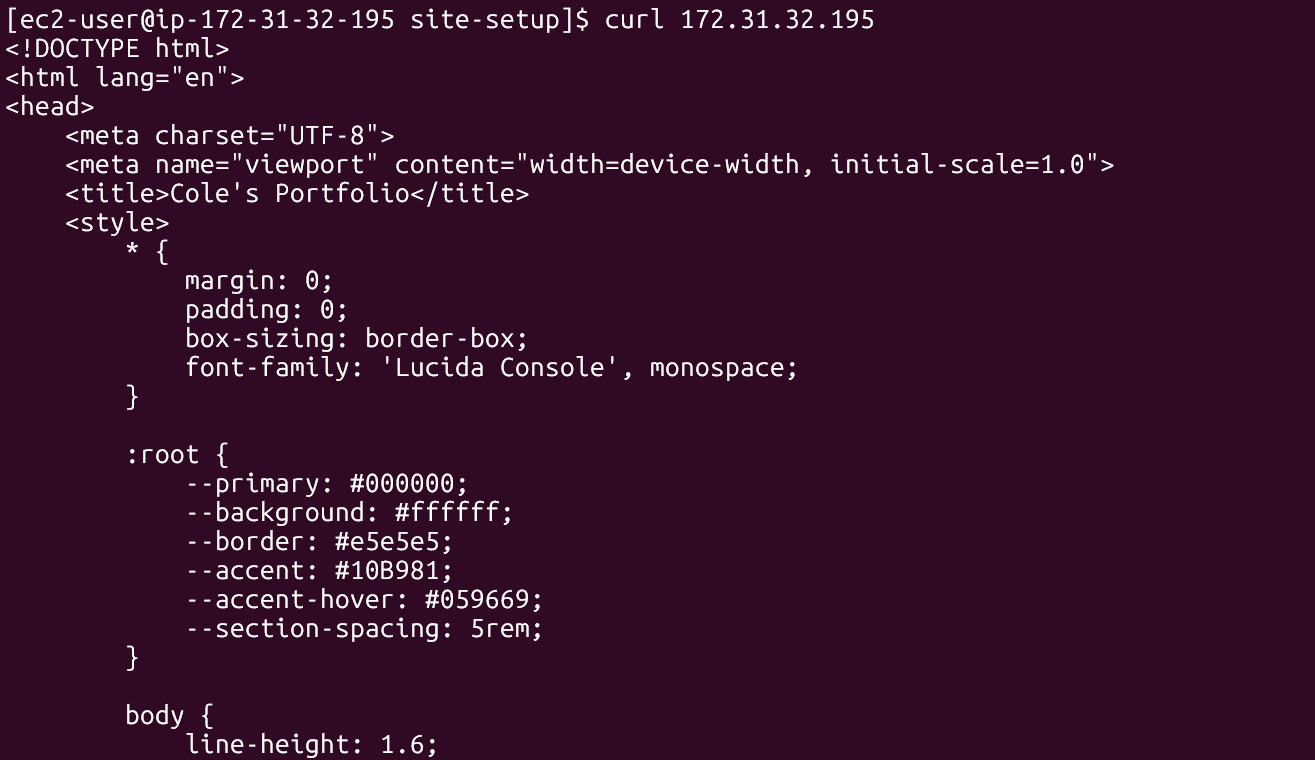 [ec2-user@ip-172-31-32-195 site-setup]$ curl 172.31.32.195
<!DOCTYPE html>
<html lang="en">
<head>
    <meta charset="UTF-8">
    <meta name="viewport" content="width=device-width, initial-scale=1.0">
    <title>Cole's Portfolio</title>
    <style>
        * {
            margin: 0;
            padding: 0;
            box-sizing: border-box;
            font-family: 'Lucida Console', monospace;
        }

        :root {
            --primary: #000000;
            --background: #ffffff;
            --border: #e5e5e5;
            --accent: #10B981;
            --accent-hover: #059669;
            --section-spacing: 5rem;
        }

        body {
            line-height: 1.6;